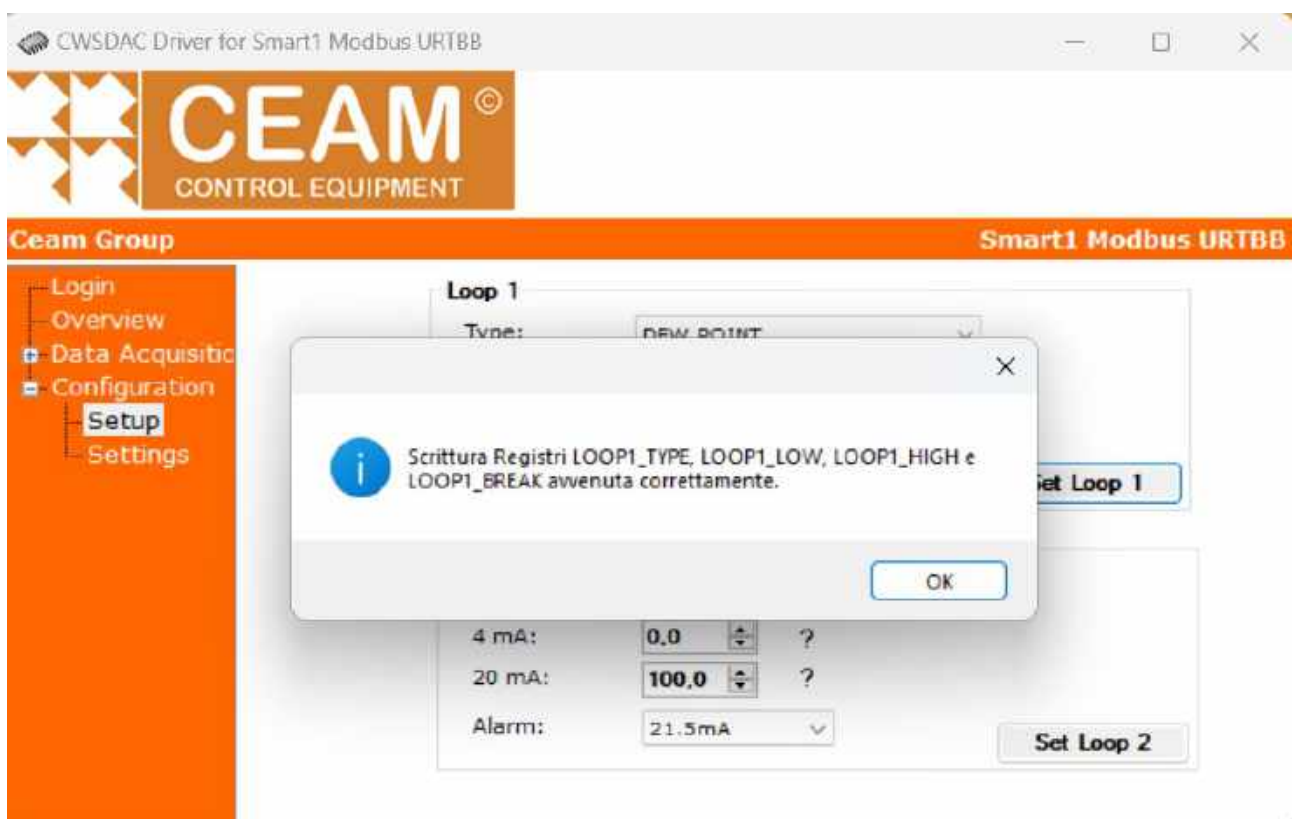 CWSDAC Driver for Smart1 Modbus URTBB
CEAM©
CONTROL EQUIPMENT
Ceam Group
Smart1 Modbus URTBB
Login
Overview
Data Acquisitic
Configuration
Setup
Settings
Loop 1
Type:
DEW POINT
Scrittura Registri LOOP1_TYPE, LOOP1_LOW, LOOP1_HIGH e
LOOP1_BREAK avvenuta correttamente.
OK
Set Loop 1
4 mA:
0,0
?
20 mA:
100,0
?
Alarm:
21.5mA
Set Loop 2